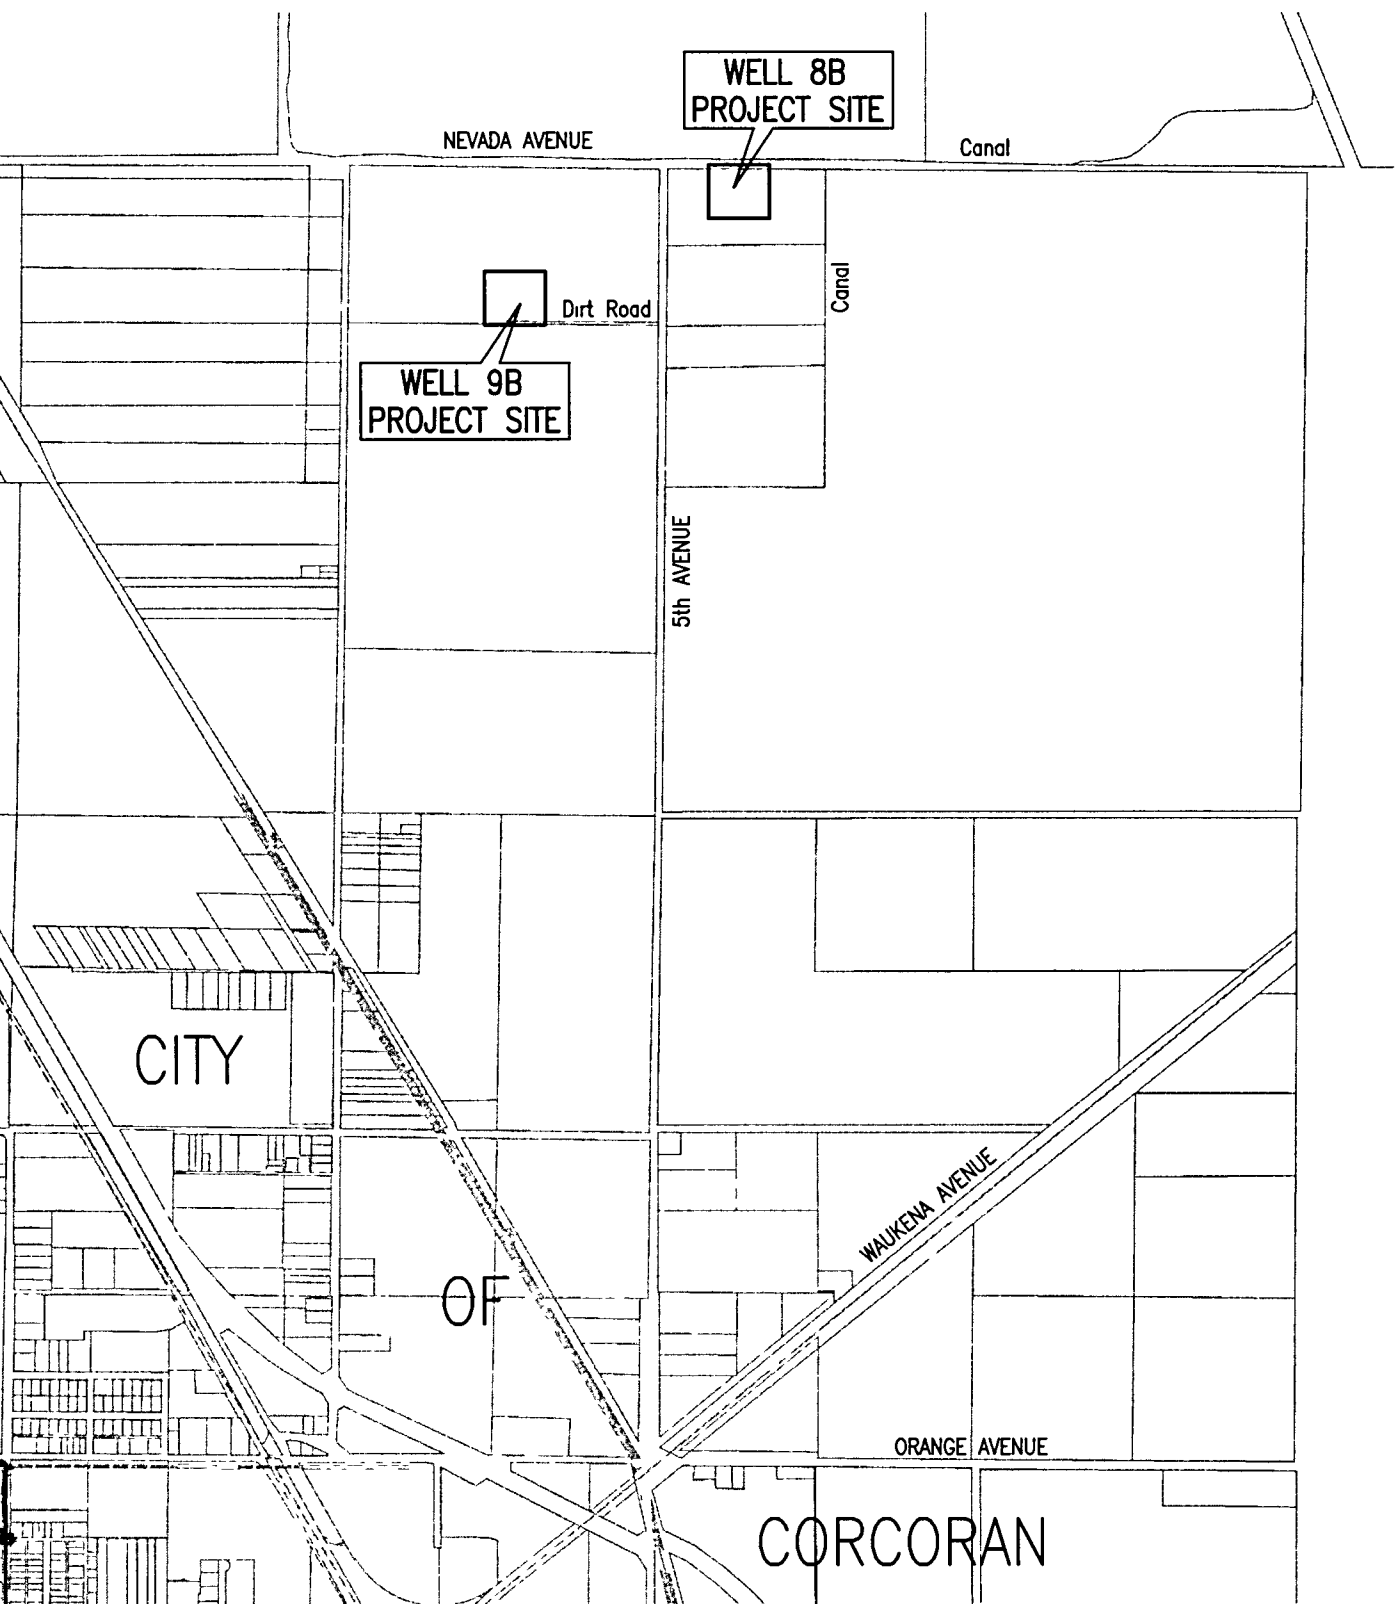 WELL 8B
PROJECT SITE
NEVADA AVENUE
Canal
Canal
Dirt Road
WELL 9B
PROJECT SITE
5th AVENUE
CITY
WAUKENA AVENUE
OF
ORANGE AVENUE
CORCORAN